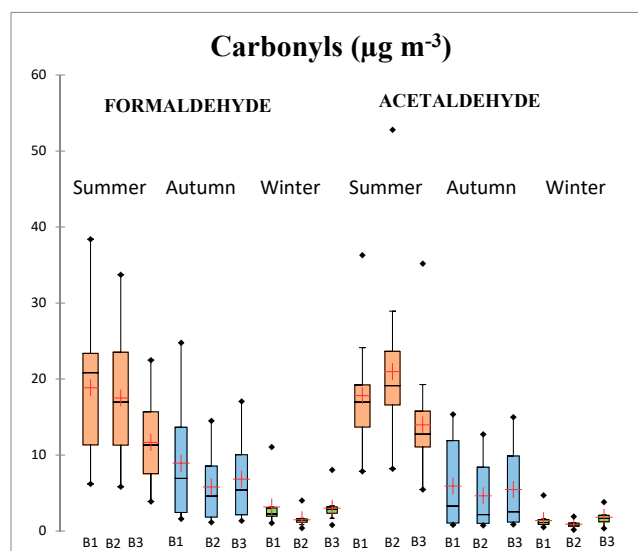 Carbonyls (µg m-3)
60
FORMALDEHYDE ACETALDEHYDE
50
Summer Autumn Winter Summer Autumn Winter
40
30
20
10
0
B1 B2 B3 B1 B2 B3 B1 B2 B3 B1 B2 B3 B1 B2 B3 B1 B2 B3